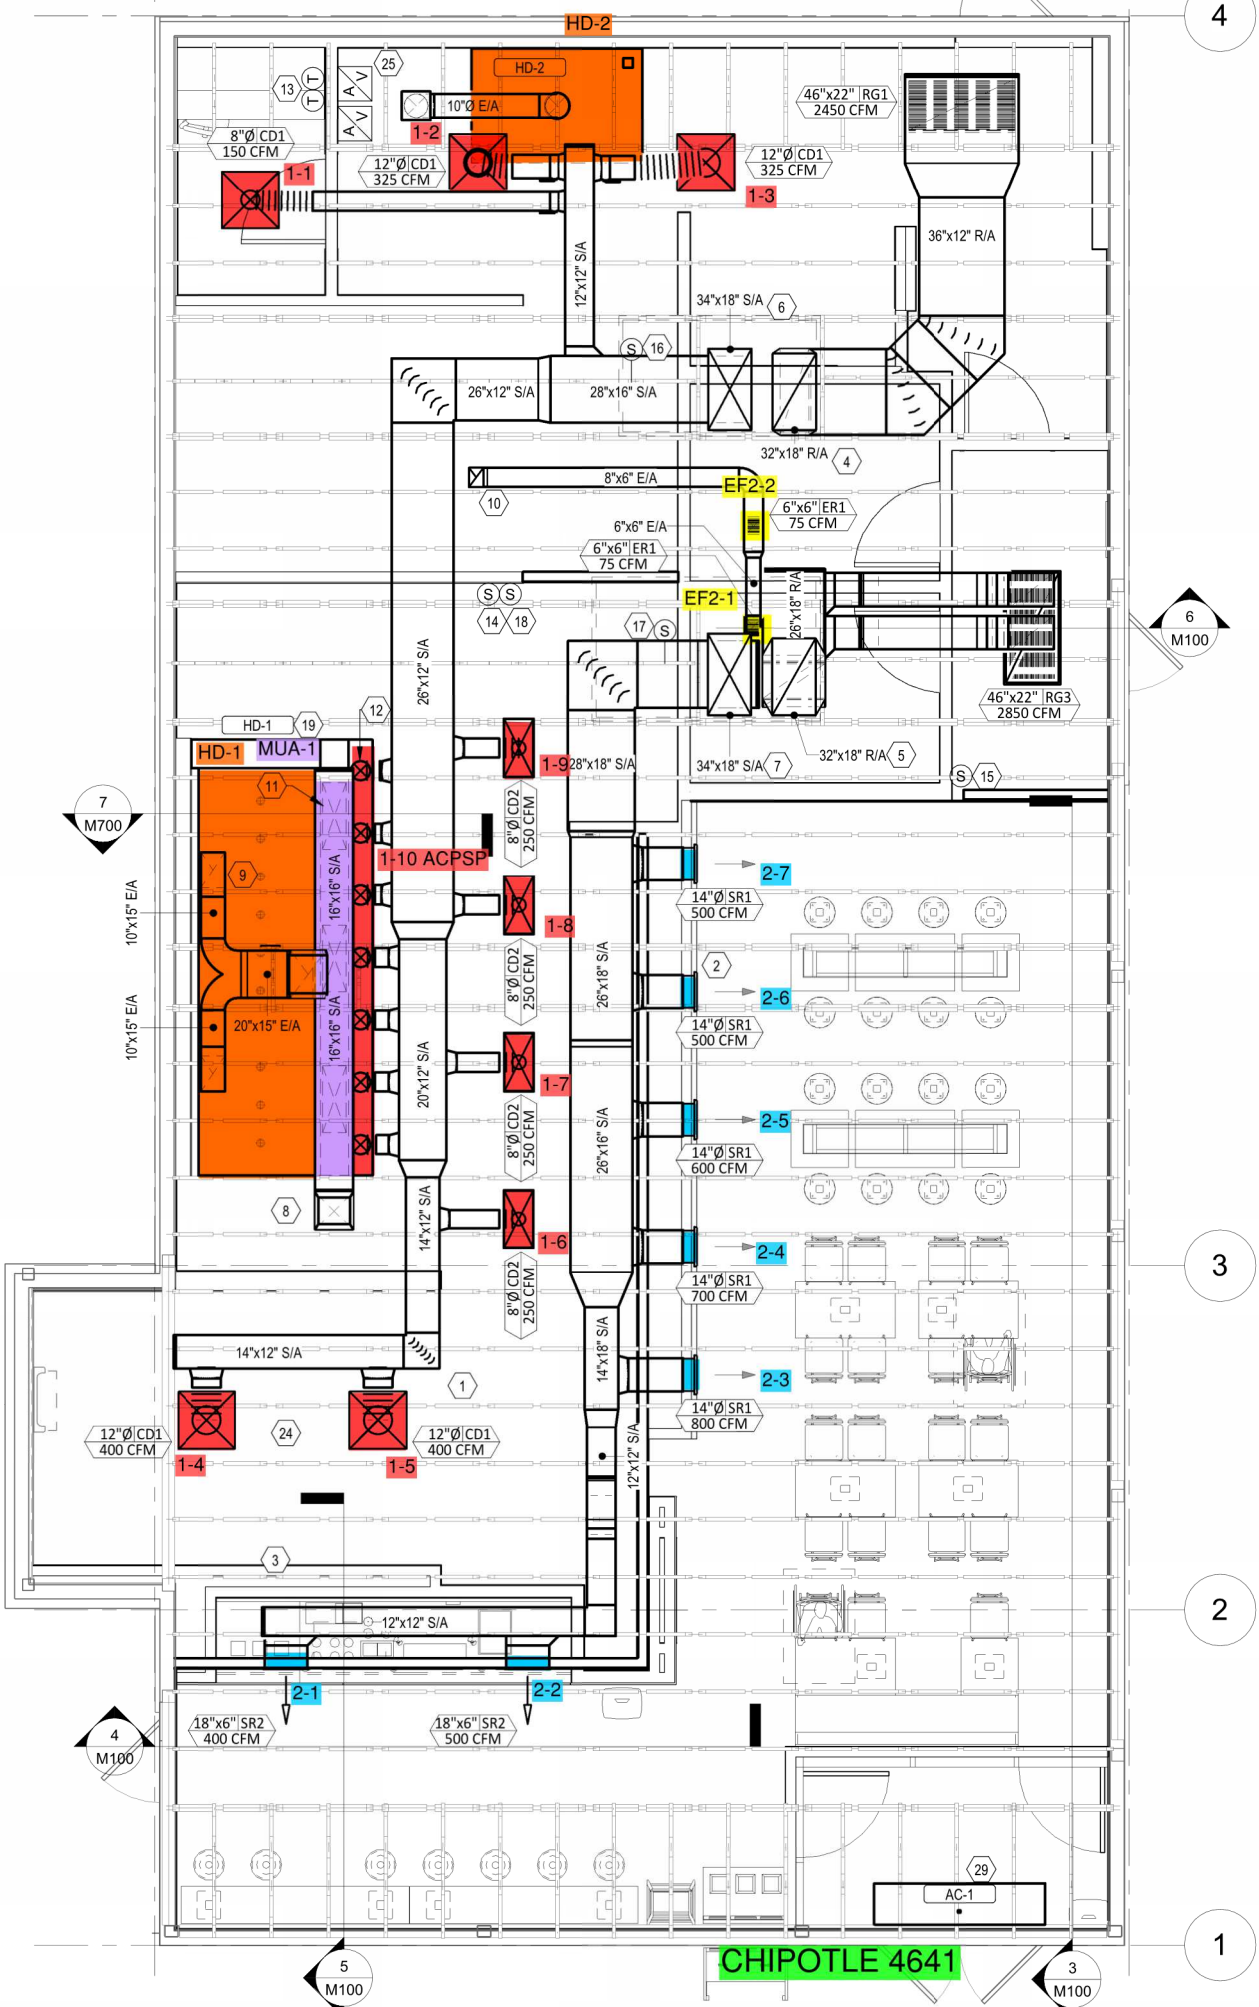 HD-2
4
HD-2
25
13
T
T
A V
A V
10"Ø E/A
1-2
46"x22" RG1
2450 CFM
8"Ø CD1
150 CFM
12"Ø CD1
325 CFM
12"Ø CD1
325 CFM
1-1
1-3
36"x12" R/A
12"x12" S/A
34"x18" S/A
6
S
16
26"x12" S/A
28"x16" S/A
32"x18" R/A
4
8"x6" E/A
10
EF2-2
6"x6" ER1
75 CFM
6"x6" E/A
6"x6" ER1
75 CFM
EF2-1
26"x18" R/A
S
S
14
18
17
S
6
M100
26"x12" S/A
46"x22" RG3
2850 CFM
HD-1
19
12
HD-1
MUA-1
1-9
28"x18" S/A
34"x18" S/A
7
32"x18" R/A
5
S
15
11
7
M700
8"Ø CD2
250 CFM
1-10 ACPSP
16"x16" S/A
9
2-7
14"Ø SR1
500 CFM
10"x15" E/A
1-8
8"Ø CD2
250 CFM
26"x18" S/A
2
2-6
14"Ø SR1
500 CFM
20"x15" E/A
10"x15" E/A
16"x16" S/A
20"x12" S/A
1-7
8"Ø CD2
250 CFM
26"x16" S/A
2-5
14"Ø SR1
600 CFM
8
14"x12" S/A
1-6
8"Ø CD2
250 CFM
2-4
14"Ø SR1
700 CFM
3
14"x12" S/A
14"x18" S/A
2-3
14"Ø SR1
800 CFM
1
24
12"Ø CD1
400 CFM
1-4
12"Ø CD1
400 CFM
1-5
12"x12" S/A
3
12"x12" S/A
2
2-1
2-2
18"x6" SR2
400 CFM
18"x6" SR2
500 CFM
4
M100
29
AC-1
CHIPOTLE 4641
1
5
M100
3
M100